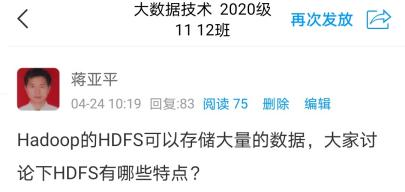 大数据技术 2020级
11 12班
再次发放
蒋亚平
04-24 10:19 回复:83 阅读 75 删除 编辑
Hadoop的HDFS可以存储大量的数据，大家讨
论下HDFS有哪些特点？